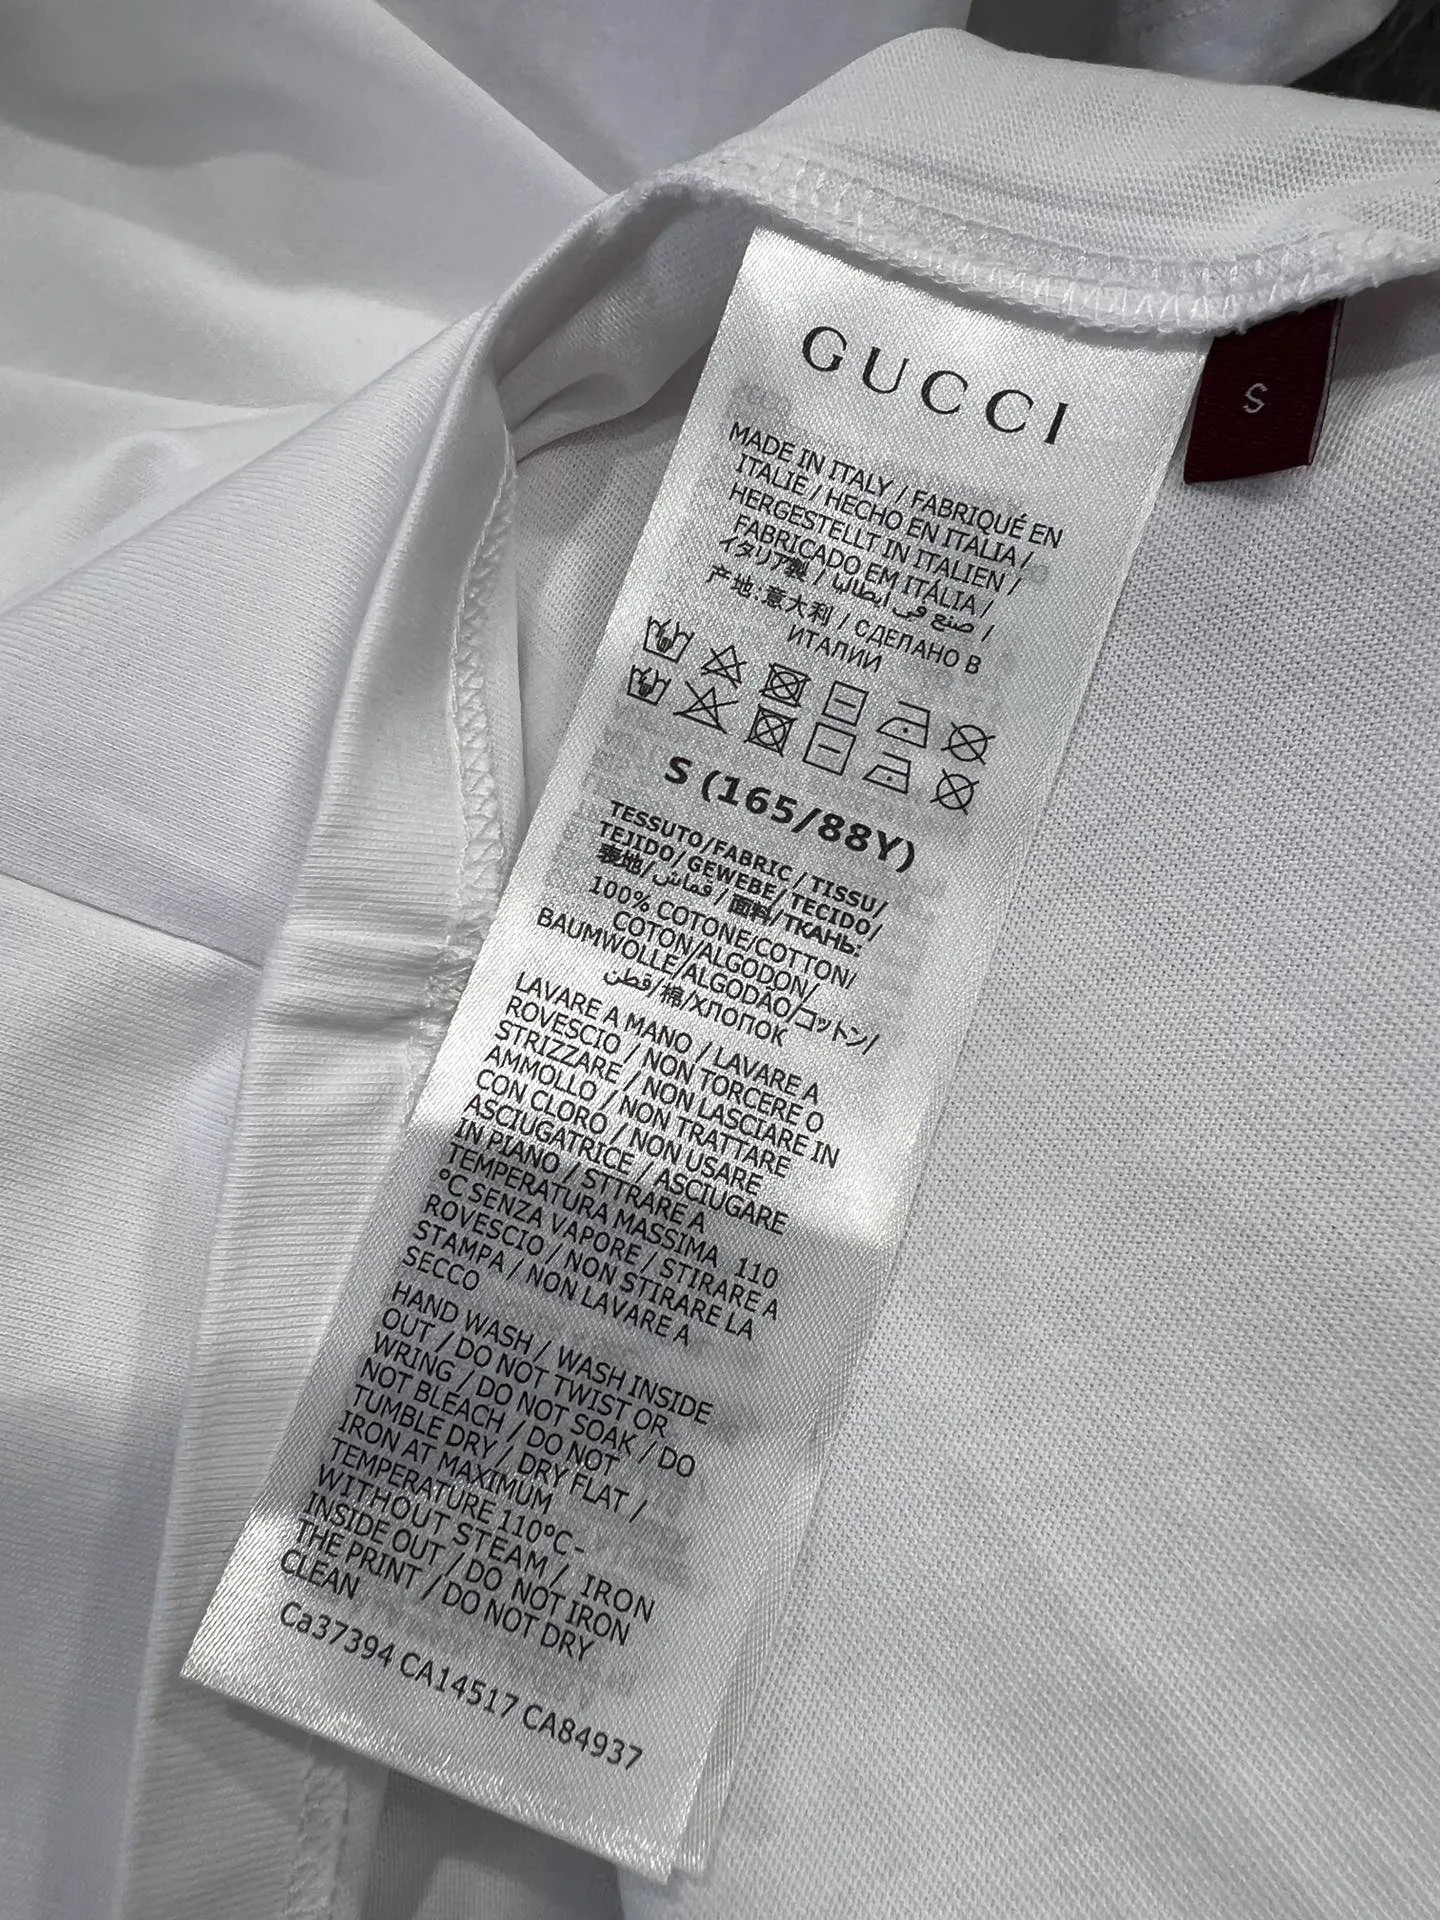 GUCCI
S
MADE IN ITALY / FABRIQUÉ EN
ITALIE / HECHO EN ITALIA /
HERGESTELLT IN ITALIEN /
FABRICADO EM ITÁLIA /
イタリア製 / صنع في ايطاليا /
产地:意大利 / СДЕЛАНО В
ИТАЛИИ
S (165/88Y)
TESSUTO/FABRIC/TISSU/
TEJIDO/GEWEBE/TECIDO/
表地/قماش/面料/ТКАНЬ:
100% COTONE/COTTON/
COTON/ALGODON/
BAUMWOLLE/ALGODAO/コットン/
قطن/棉/ХЛОПОК
LAVARE A MANO / LAVARE A
ROVESCIO / NON TORCERE O
STRIZZARE / NON LASCIARE IN
AMMOLLO / NON TRATTARE
CON CLORO / NON USARE
ASCIUGATRICE / ASCIUGARE
IN PIANO / STTRARE A
TEMPERATURA MASSIMA 110
°C SENZA VAPORE / STIRARE A
ROVESCIO / NON STIRARE LA
STAMPA / NON LAVARE A
SECCO
HAND WASH / WASH INSIDE
OUT / DO NOT TWIST OR
WRING / DO NOT SOAK / DO
NOT BLEACH / DO NOT
TUMBLE DRY / DRY FLAT /
IRON AT MAXIMUM
TEMPERATURE 110°C-
WITHOUT STEAM / IRON
INSIDE OUT / DO NOT IRON
THE PRINT / DO NOT DRY
CLEAN
Ca37394 CA14517 CA84937